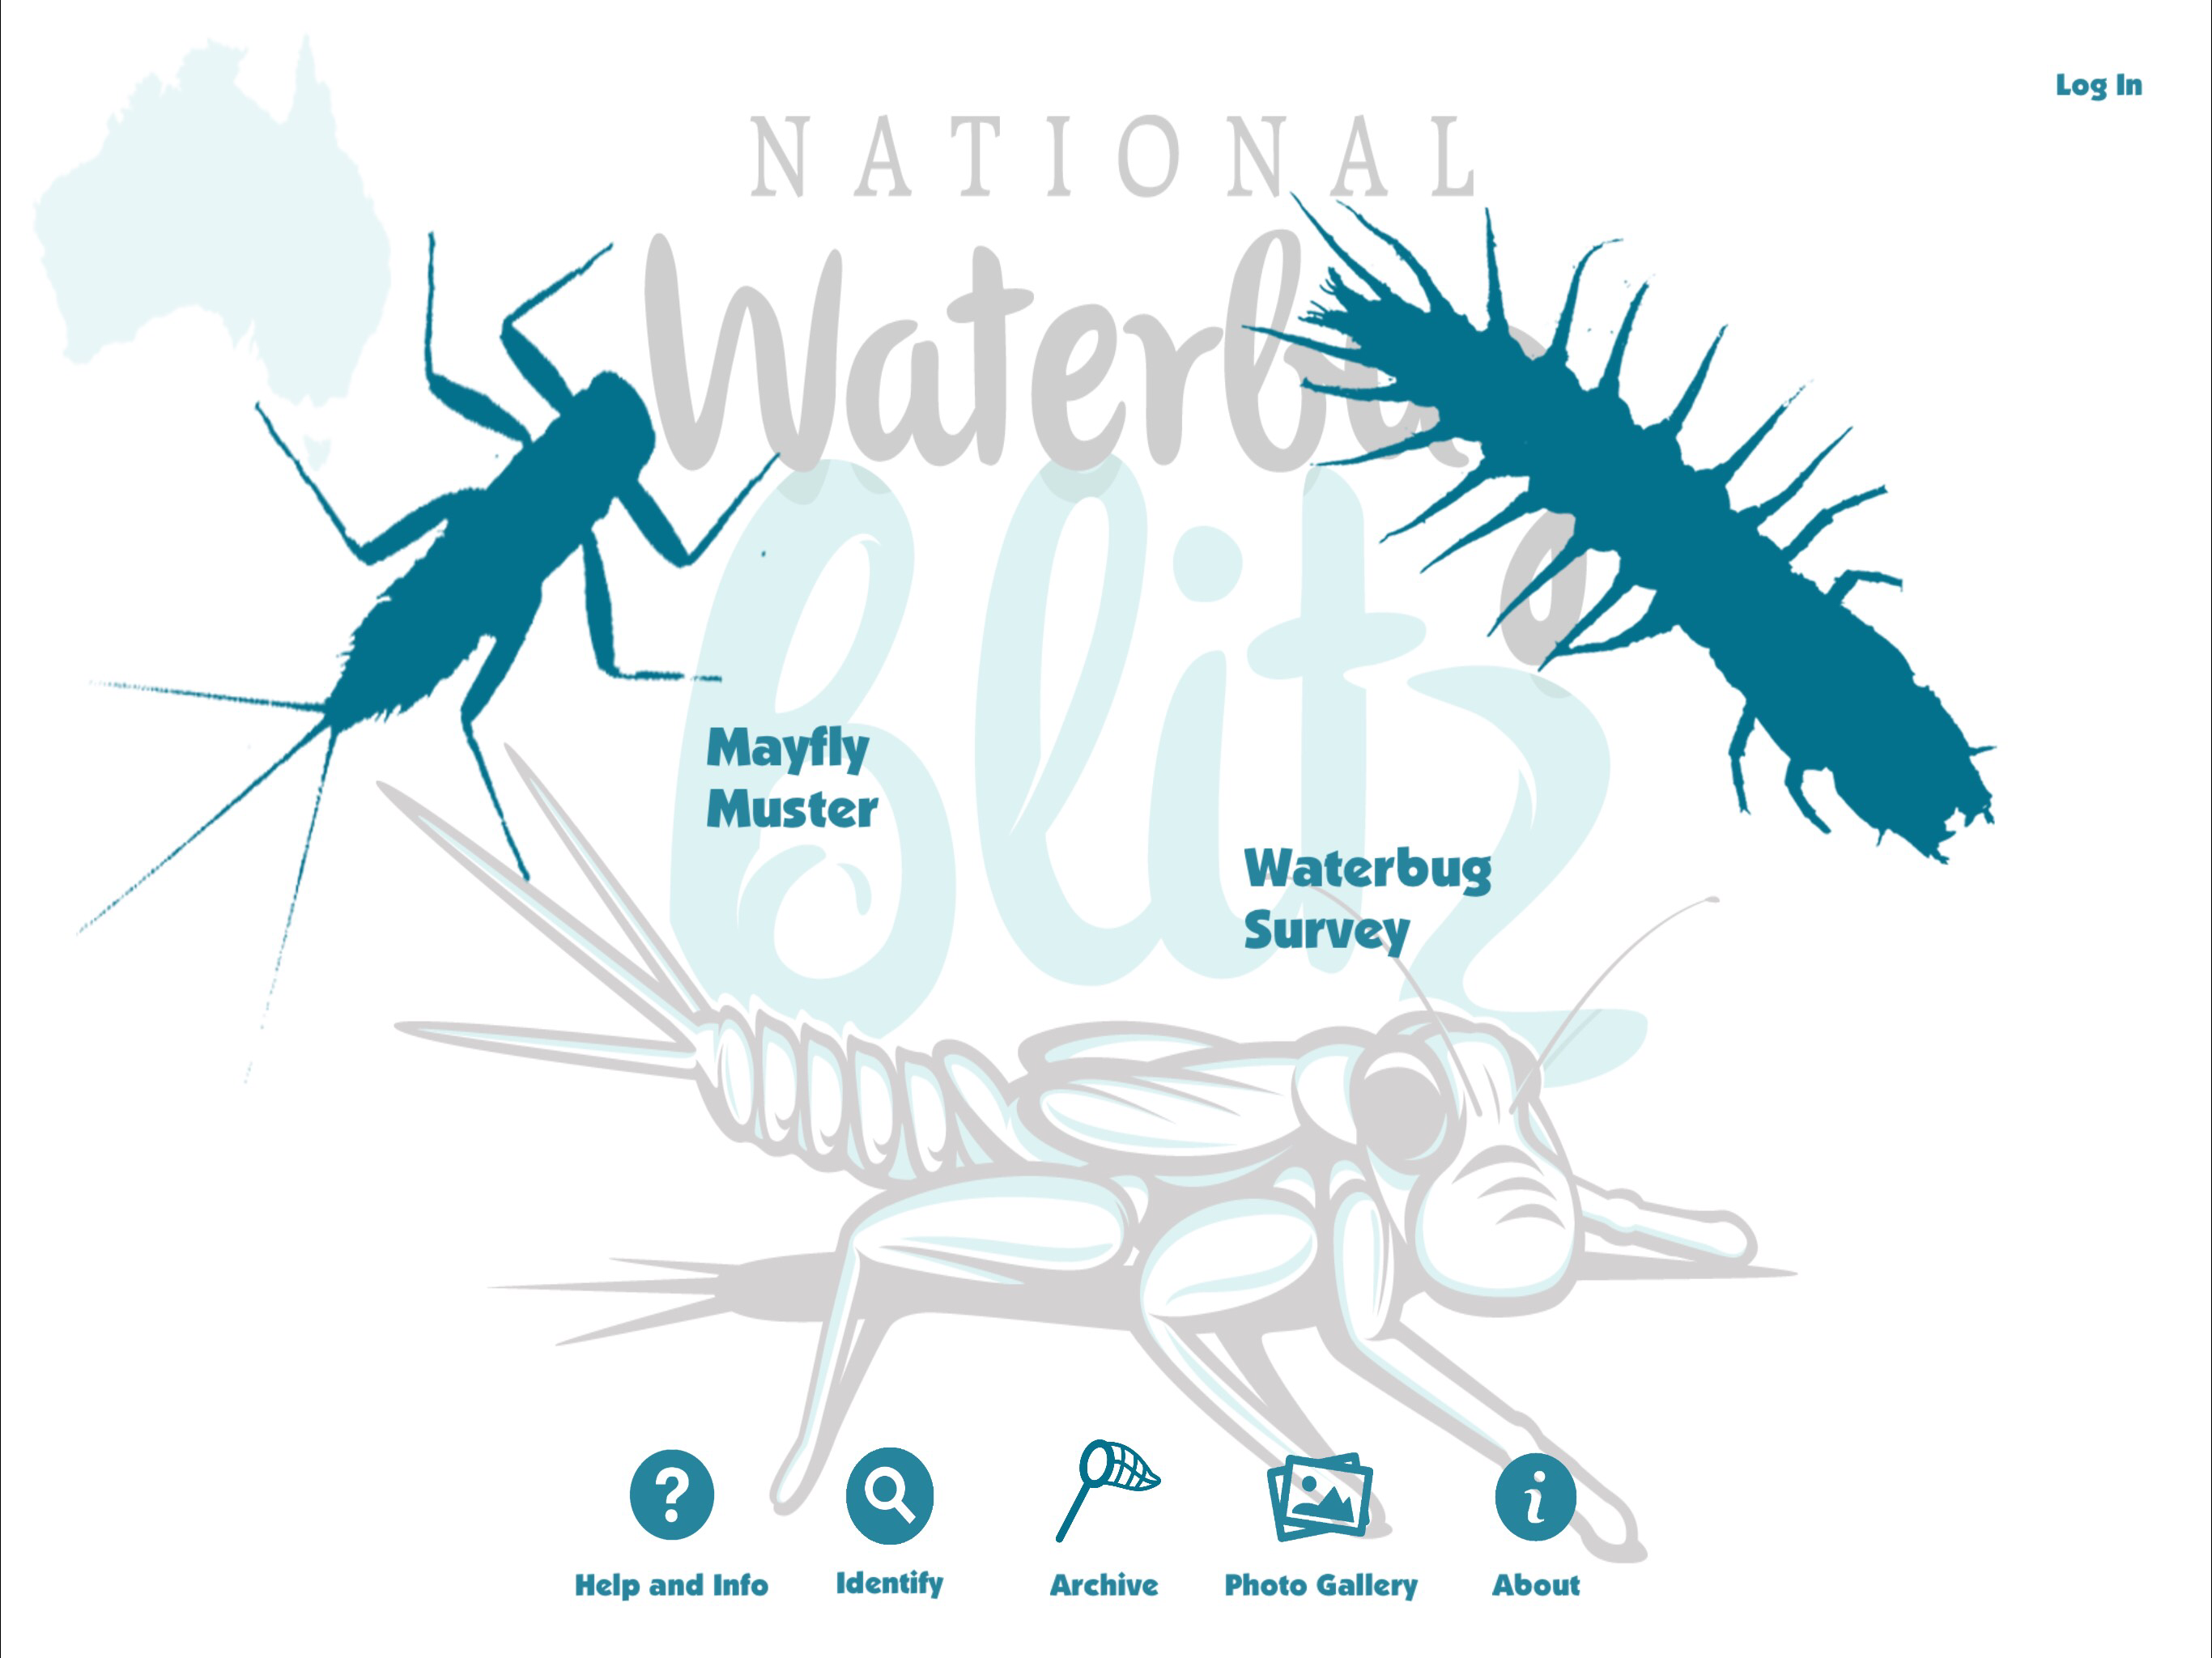 Log In
NATIONAL
Waterbug
Blitz
Mayfly
Muster
Waterbug
Survey
Help and Info
Identify
Archive
Photo Gallery
About